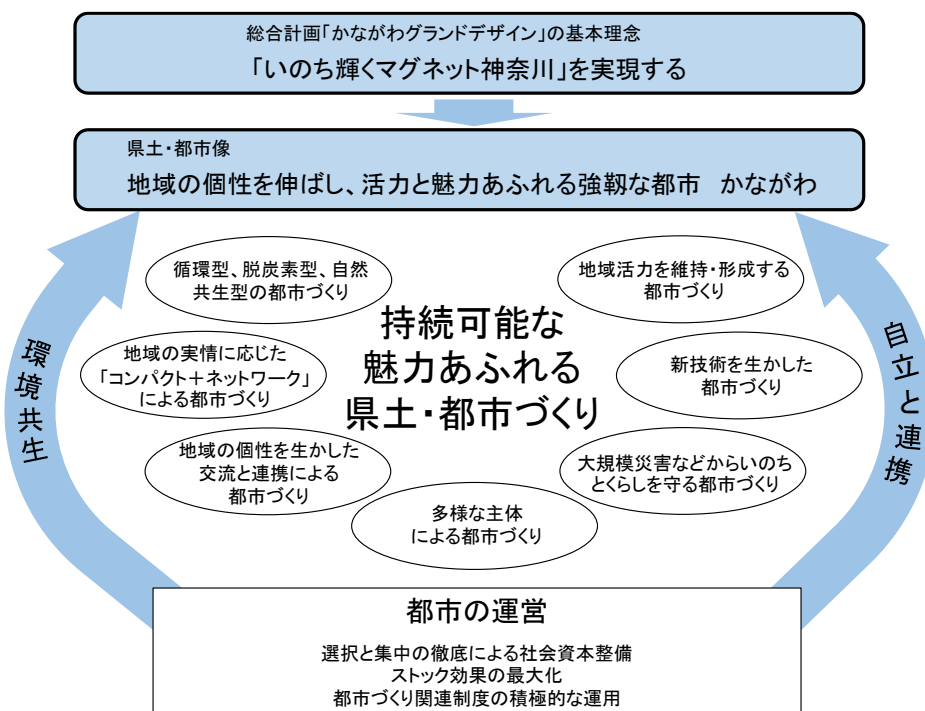 総合計画「かながわグランドデザイン」の基本理念
「いのち輝くマグネット神奈川」を実現する
県土・都市像
地域の個性を伸ばし、活力と魅力あふれる強靱な都市　かながわ
環境共生
自立と連携
循環型、脱炭素型、自然
共生型の都市づくり
地域活力を維持・形成する
都市づくり
持続可能な
魅力あふれる
県土・都市づくり
地域の実情に応じた
「コンパクト＋ネットワーク」
による都市づくり
新技術を生かした
都市づくり
地域の個性を生かした
交流と連携による
都市づくり
大規模災害などからいのち
とくらしを守る都市づくり
多様な主体
による都市づくり
都市の運営
選択と集中の徹底による社会資本整備
ストック効果の最大化
都市づくり関連制度の積極的な運用